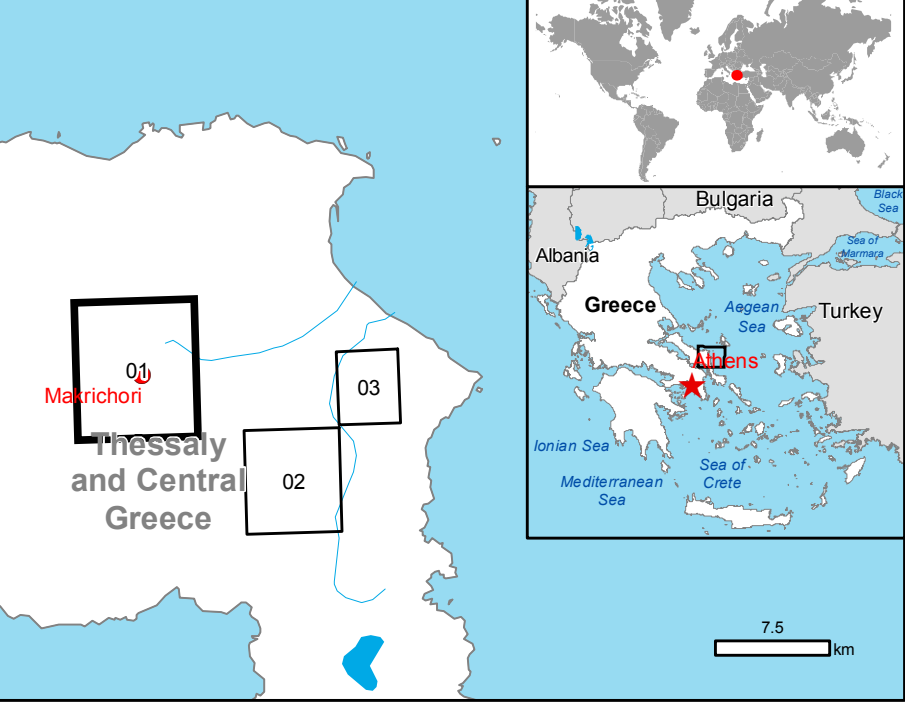 Bulgaria
Black
Sea
Albania
Sea of
Marmara
Greece
Aegean
Sea
Turkey
Athens
Ionian Sea
Mediterranean
Sea
Sea of
Crete
01
Makrichori
03
02
Thessaly
and Central
Greece
7.5
km